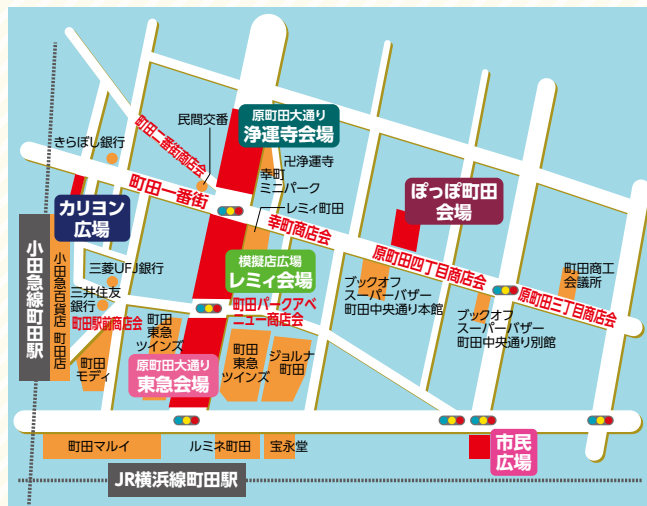 原町田大通り
浄運寺会場
民間交番
町田二番街商店会
きらぼし銀行
卍浄運寺
幸町
ミニパーク
町田一番街
レミィ町田
ぽっぽ町田
会場
カリヨン
広場
幸町商店会
小田急線町田駅
小田急百貨店 町田店
三菱UFJ銀行
模擬店広場
レミィ会場
原町田四丁目商店会
町田商工
会議所
三井住友
銀行
町田パークアベ
ニュー商店会
ブックオフ
スーパーバザー
町田中央通り本館
原町田三丁目商店会
町田駅前商店会
町田
東急
ツインズ
ブックオフ
スーパーバザー
町田中央通り別館
町田
モディ
原町田大通り
東急会場
町田
東急
ツインズ
ジョルナ
町田
町田マルイ
ルミネ町田
宝永堂
市民
広場
JR横浜線町田駅